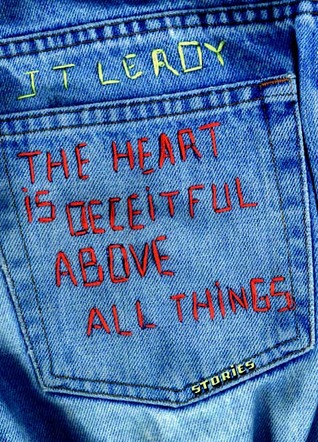 JT LEROY
THE HEART
iS DECEiTFUL
ABOVE
ALL THiNGS
STORiES